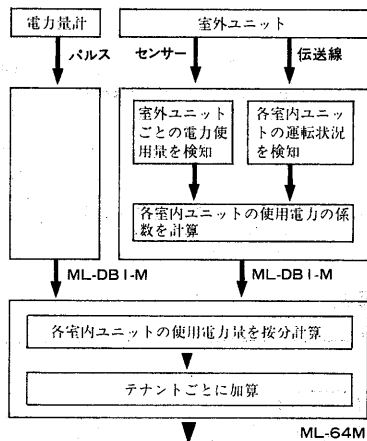 電力量計
室外ユニット
パルス
センサー
伝送線
室外ユニット
ごとの電力使
用量を検知
各室内ユニッ
トの運転状況
を検知
各室内ユニットの使用電力の係
数を計算
ML-DB1-M
ML-DB1-M
各室内ユニットの使用電力量を按分計算
テナントごとに加算
ML-64M